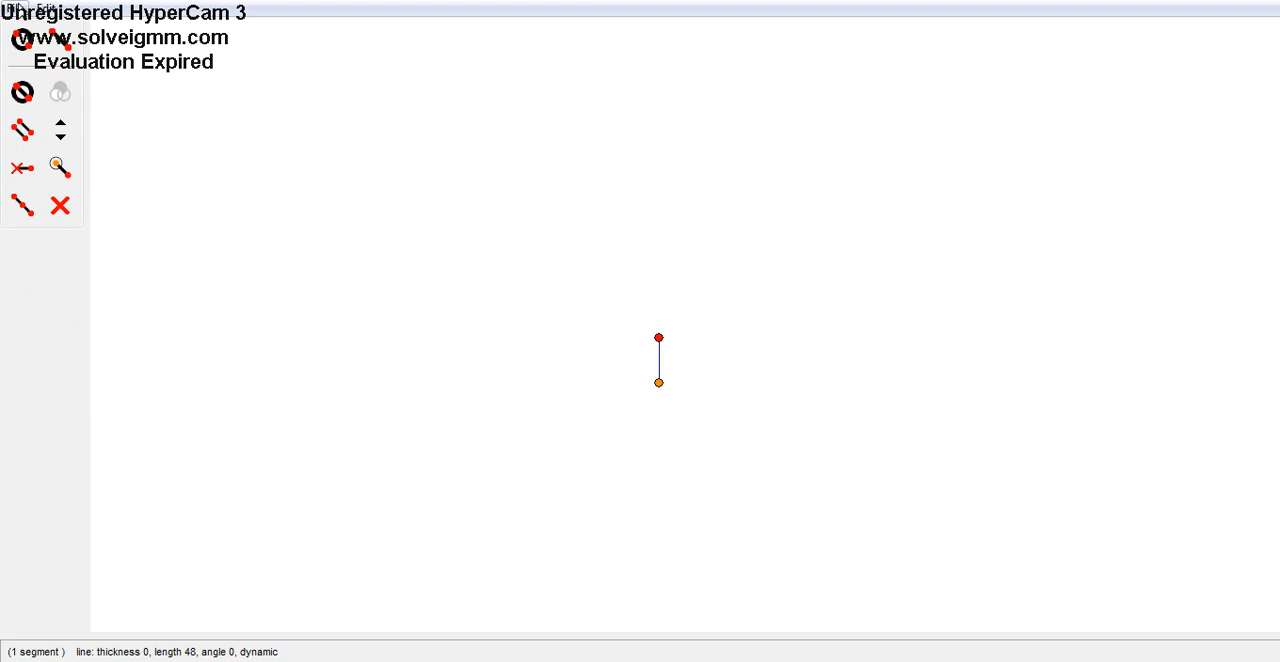 Unregistered HyperCam 3
www.solveigmm.com
Evaluation Expired
(1 segment ) line: thickness 0, length 48, angle 0, dynamic